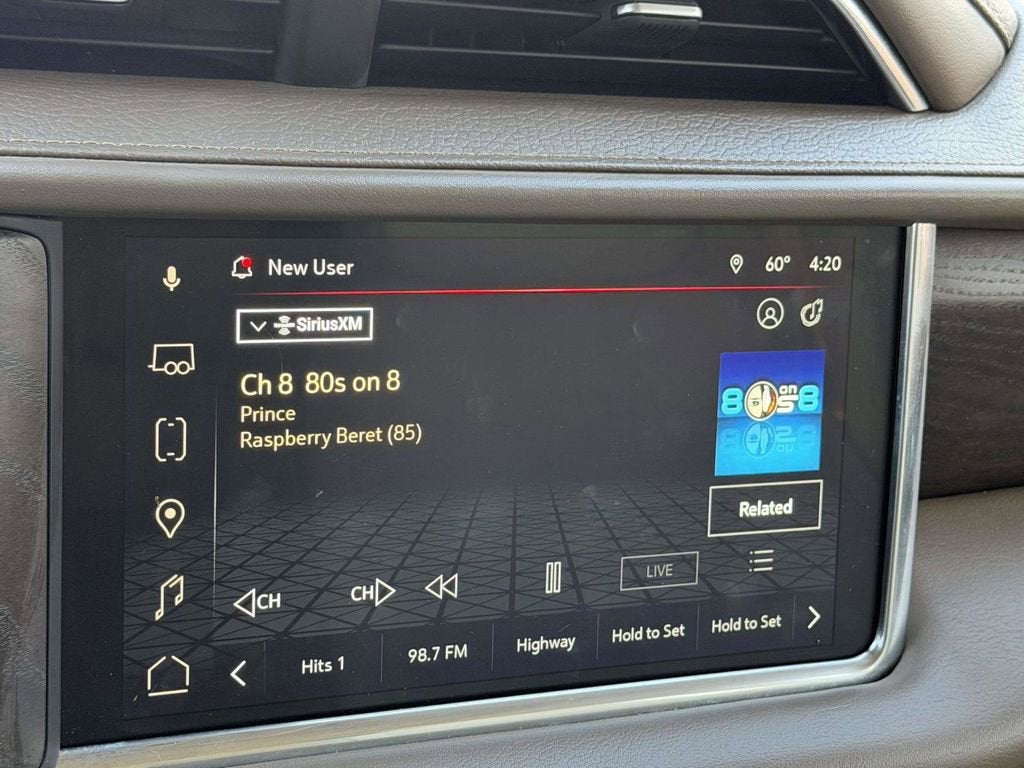 New User
60° 4:20
SiriusXM
Ch 8 80s on 8
Prince
Raspberry Beret (85)
80s on 8
Related
CH
CH
LIVE
Hits 1
98.7 FM
Highway
Hold to Set
Hold to Set